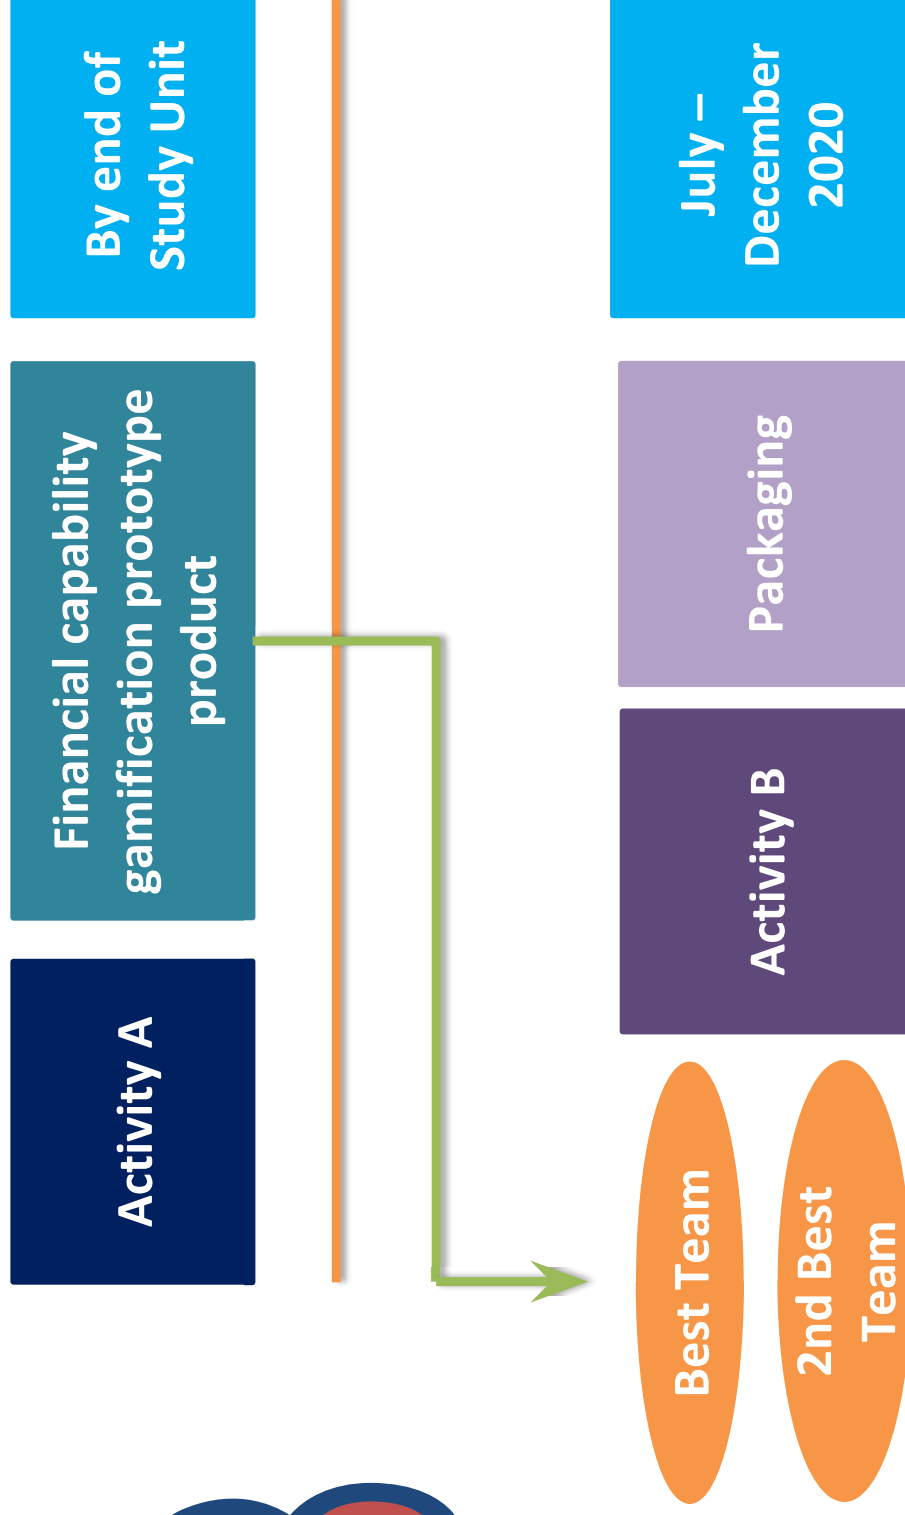 Activity A
Financial capability
gamification prototype
product
By end of
Study Unit
Best Team
2nd Best
Team
Activity B
Packaging
July –
December
2020